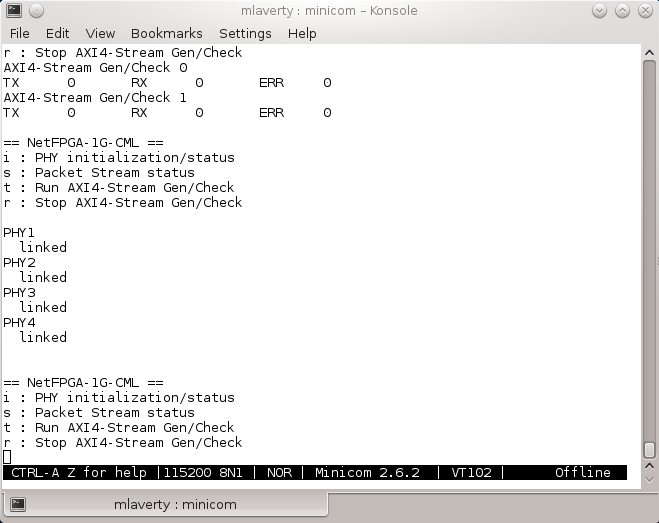 mlaverty : minicom – Konsole
File Edit View Bookmarks Settings Help
r : Stop AXI4-Stream Gen/Check
AXI4-Stream Gen/Check 0
TX 0 RX 0 ERR 0
AXI4-Stream Gen/Check 1
TX 0 RX 0 ERR 0
== NetFPGA-1G-CML ==
i : PHY initialization/status
s : Packet Stream status
t : Run AXI4-Stream Gen/Check
r : Stop AXI4-Stream Gen/Check
PHY1
linked
PHY2
linked
PHY3
linked
PHY4
linked
== NetFPGA-1G-CML ==
i : PHY initialization/status
s : Packet Stream status
t : Run AXI4-Stream Gen/Check
r : Stop AXI4-Stream Gen/Check
CTRL-A Z for help |115200 8N1 | NOR | Minicom 2.6.2 | VT102 | Offline
mlaverty : minicom